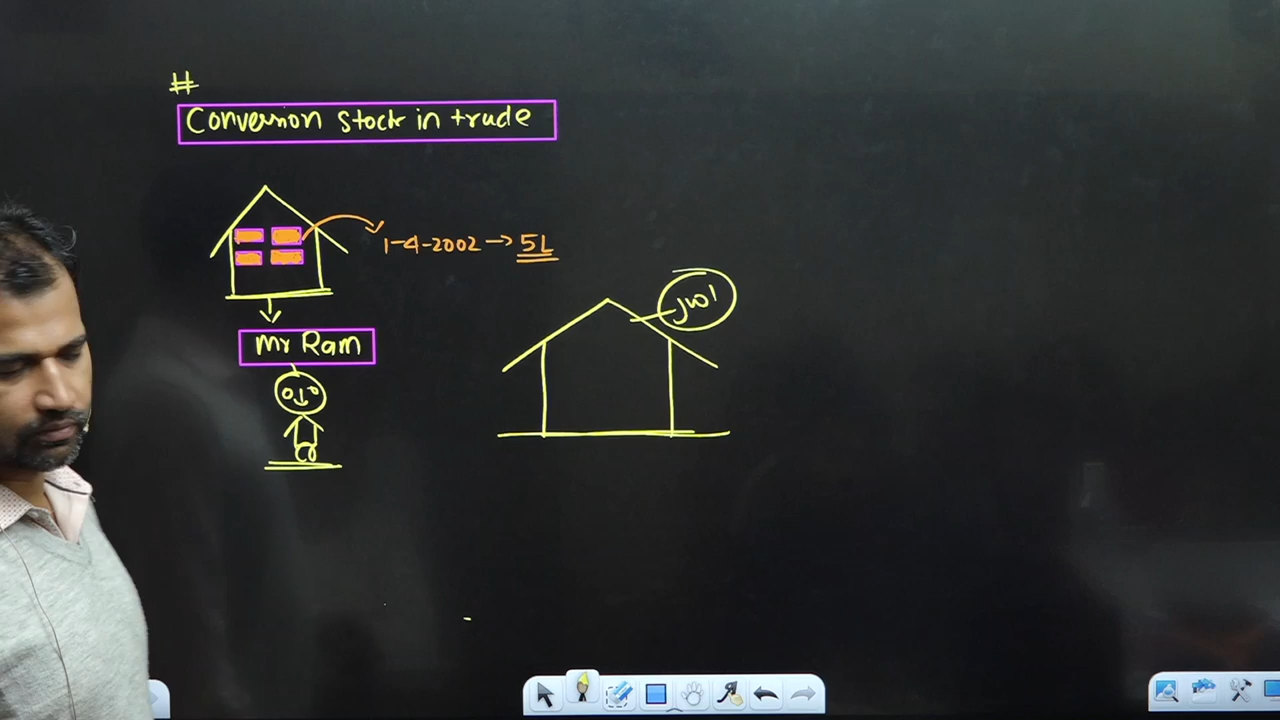 #
Conversion stock in trade
1-4-2002 → 5L
Mr Ram